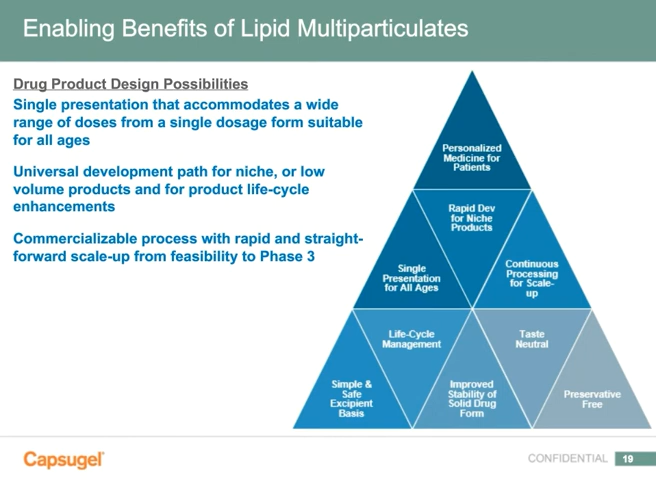 Enabling Benefits of Lipid Multiparticulates
Drug Product Design Possibilities
Single presentation that accommodates a wide
range of doses from a single dosage form suitable
for all ages
Universal development path for niche, or low
volume products and for product life-cycle
enhancements
Commercializable process with rapid and straight-
forward scale-up from feasibility to Phase 3
Personalized
Medicine for
Patients
Rapid Dev
for Niche
Products
Single
Presentation
for All Ages
Continuous
Processing
for Scale-
up
Life-Cycle
Management
Taste
Neutral
Simple &
Safe
Excipient
Basis
Improved
Stability of
Solid Drug
Form
Preservative
Free
Capsugel
CONFIDENTIAL 19